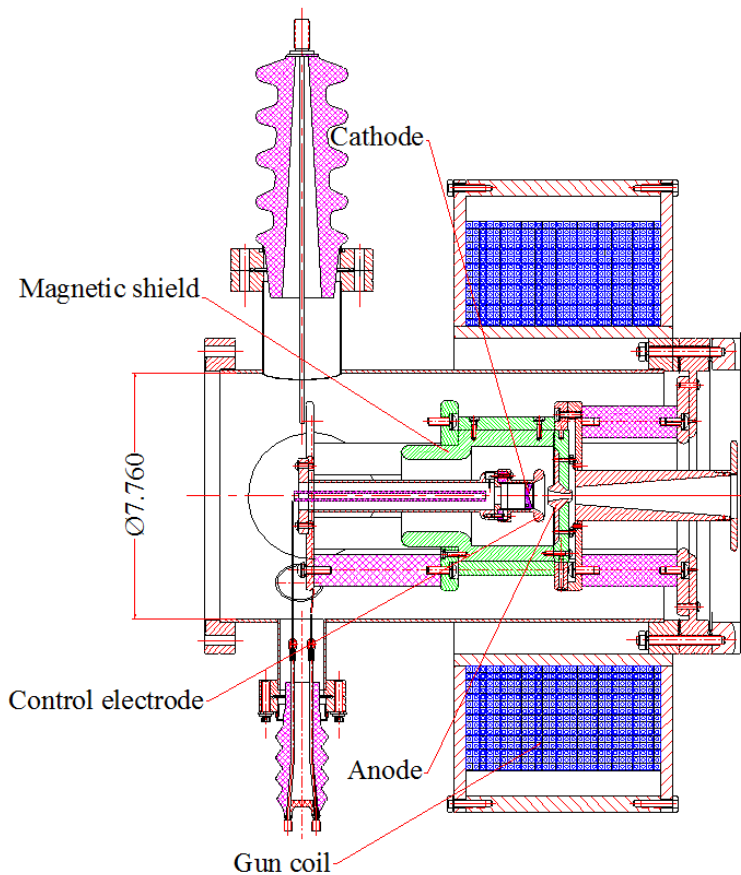 Cathode
Magnetic shield
Ø7.760
Control electrode
Anode
Gun coil